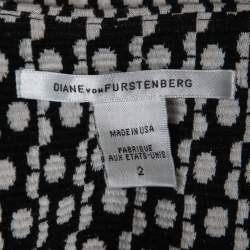 DIANE VON FURSTENBERG
MADE IN USA
FABRIQUE
AUX ETATS-UNIS
2